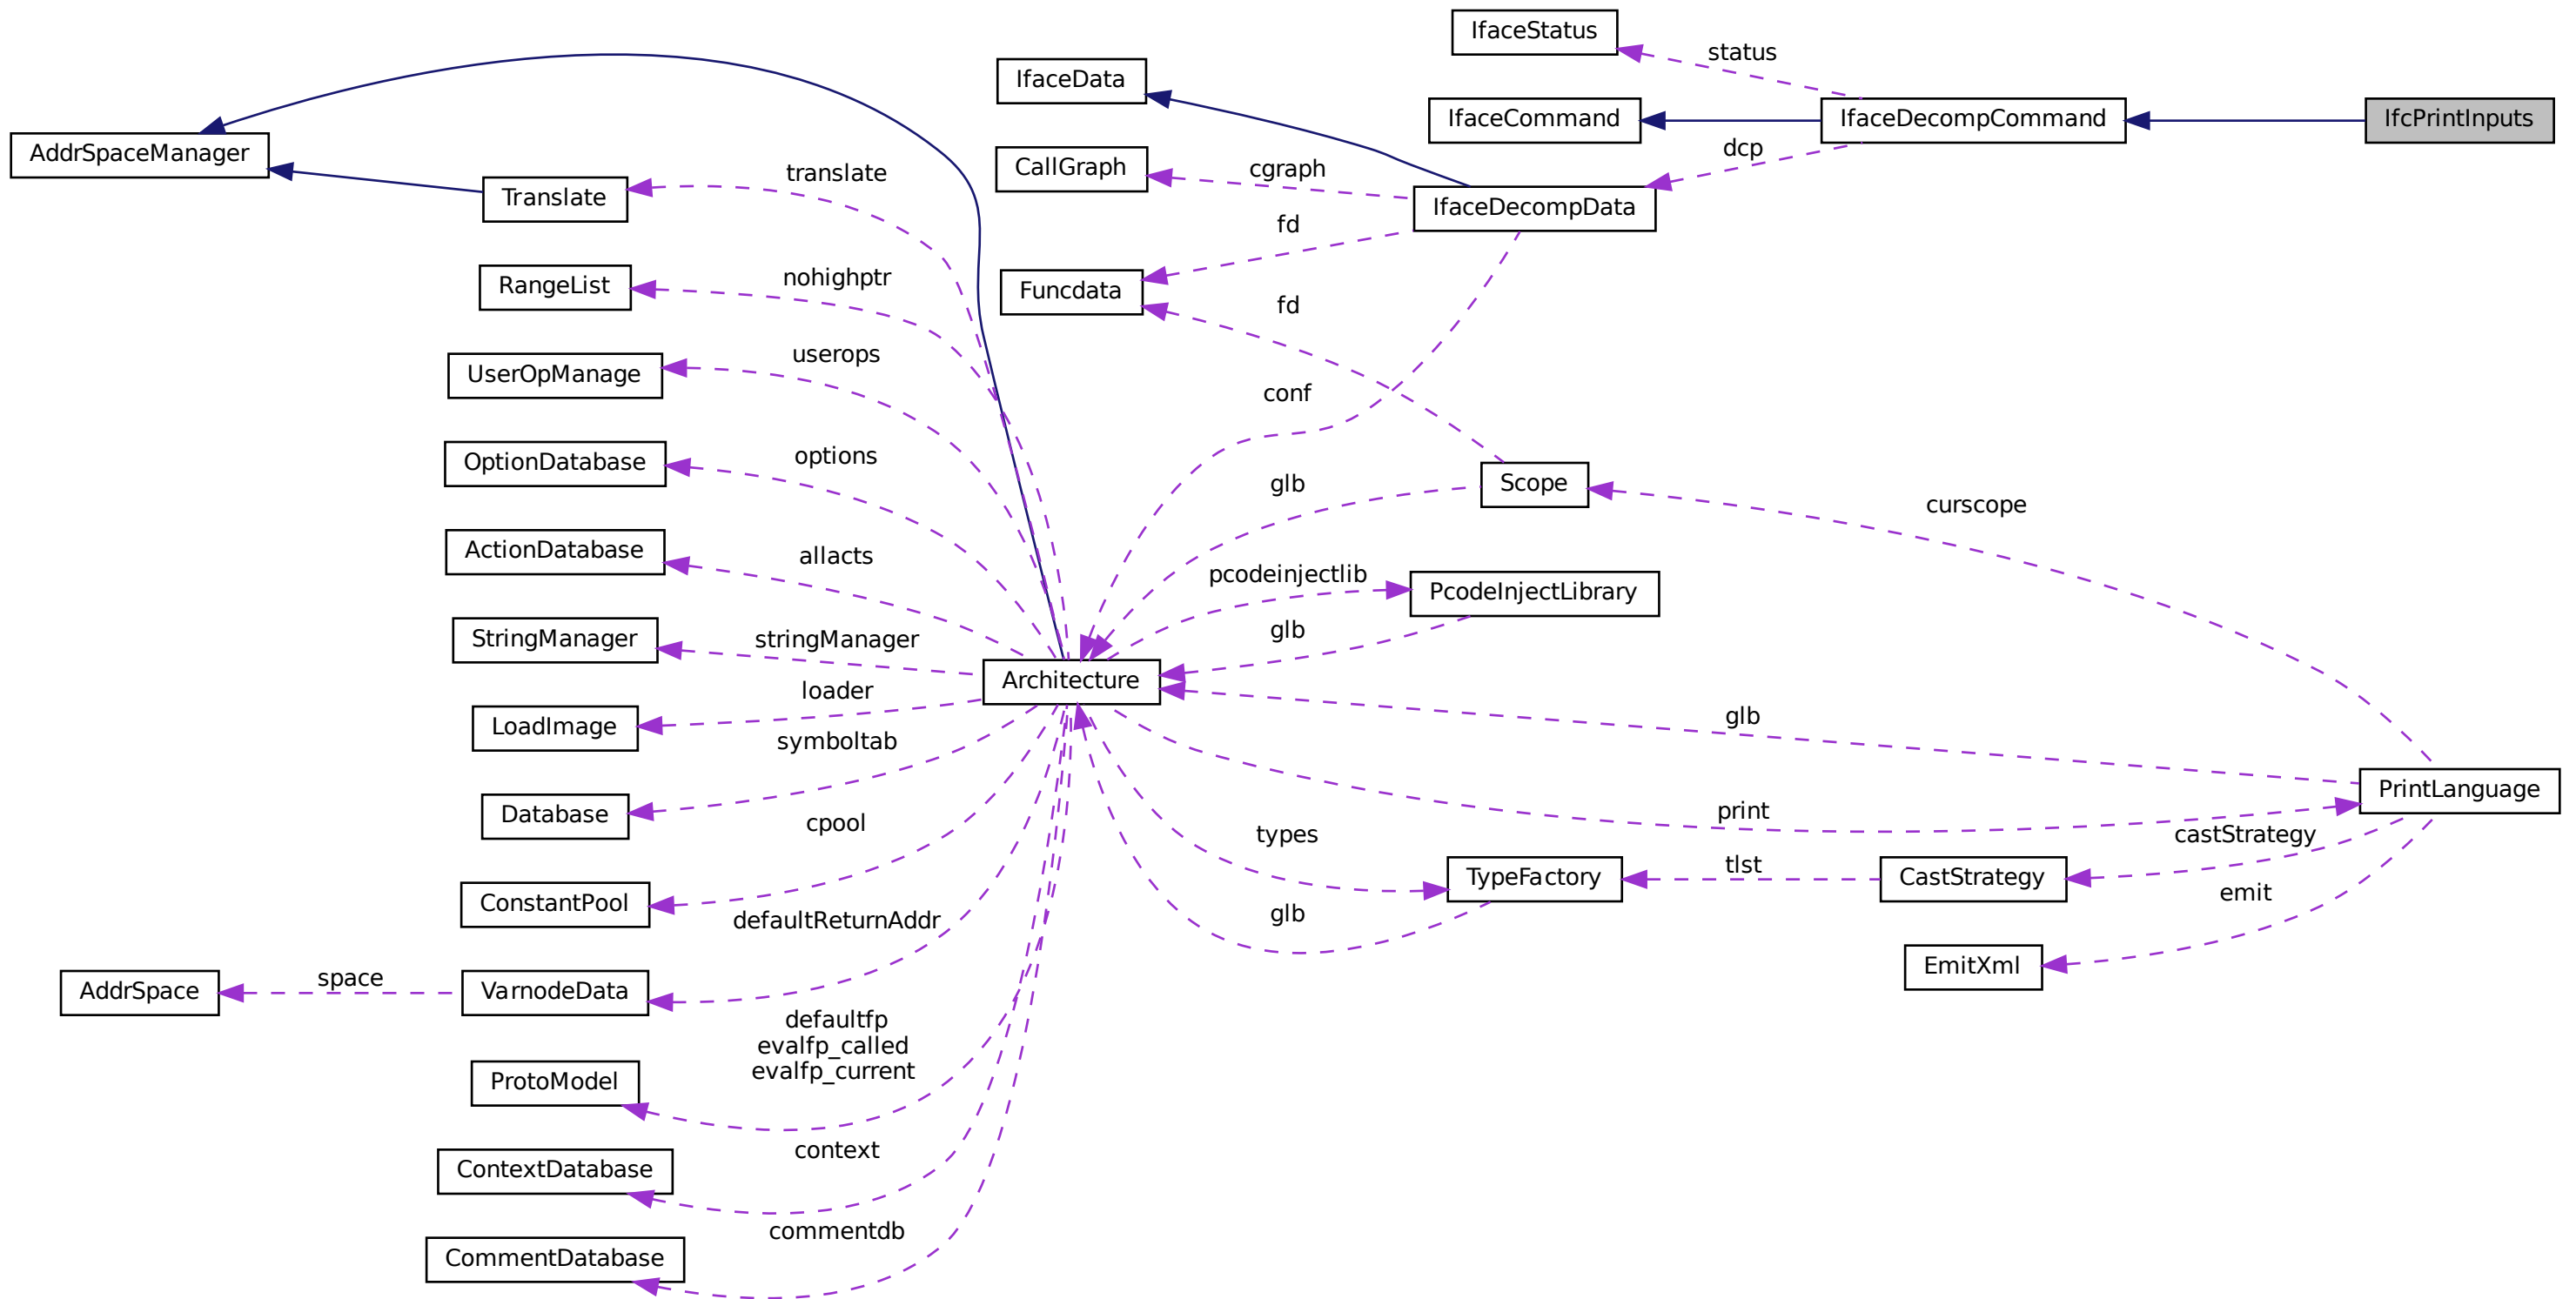 IfaceStatus
status
IfaceData
IfaceCommand
IfaceDecompCommand
IfcPrintInputs
AddrSpaceManager
dcp
CallGraph
cgraph
translate
Translate
IfaceDecompData
fd
nohighptr
RangeList
Funcdata
fd
userops
UserOpManage
conf
options
OptionDatabase
glb
Scope
curscope
allacts
ActionDatabase
pcodeinjectlib
PcodeInjectLibrary
stringManager
StringManager
glb
Architecture
loader
LoadImage
glb
symboltab
PrintLanguage
Database
print
cpool
types
castStrategy
tlst
TypeFactory
CastStrategy
ConstantPool
emit
defaultReturnAddr
glb
EmitXml
space
AddrSpace
VarnodeData
defaultfp
evalfp_called
evalfp_current
ProtoModel
context
ContextDatabase
commentdb
CommentDatabase